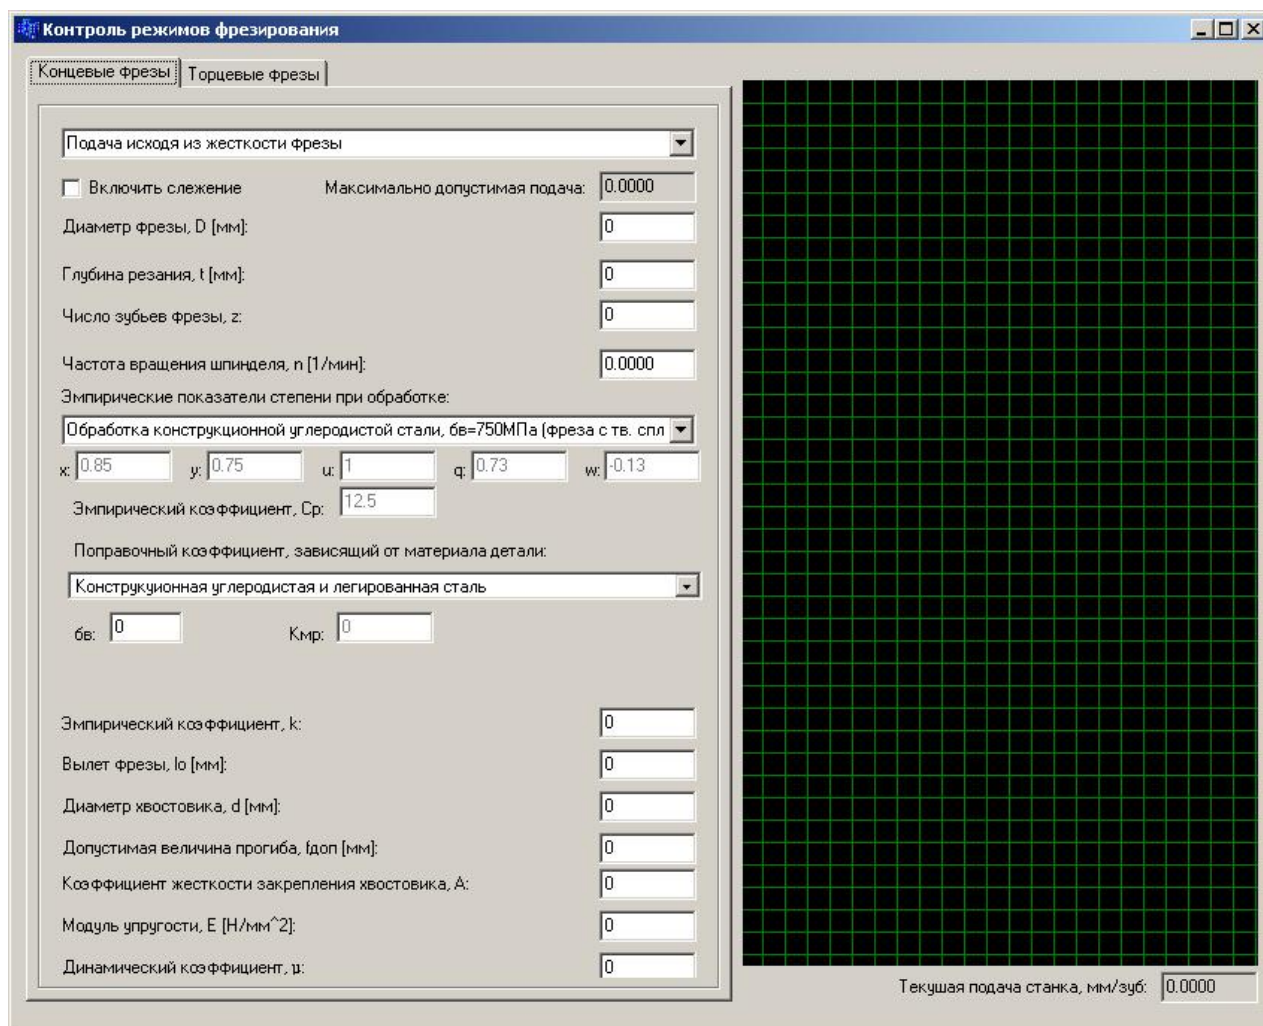 Контроль режимов фрезирования
Концевые фрезы Торцевые фрезы
Подача исходя из жесткости фрезы
Включить слежение Максимально допустимая подача: 0.0000
Диаметр фрезы, D [мм]: 0
Глубина резания, t [мм]: 0
Число зубьев фрезы, z: 0
Частота вращения шпинделя, n [1/мин]: 0.0000
Эмпирические показатели степени при обработке:
Обработка конструкционной углеродистой стали, бв=750МПа (фреза с тв. спл
x: 0.85 y: 0.75 u: 1 q: 0.73 w: -0.13
Эмпирический коэффициент, Ср: 12.5
Поправочный коэффициент, зависящий от материала детали:
Конструкуионная углеродистая и легированная сталь
бв: 0 Кмр: 0
Эмпирический коэффициент, k: 0
Вылет фрезы, lo [мм]: 0
Диаметр хвостовика, d [мм]: 0
Допустимая величина прогиба, fдоп [мм]: 0
Коэффициент жесткости закрепления хвостовика, А: 0
Модуль упругости, Е [Н/мм^2]: 0
Динамический коэффициент, µ: 0
Текушая подача станка, мм/зуб: 0.0000